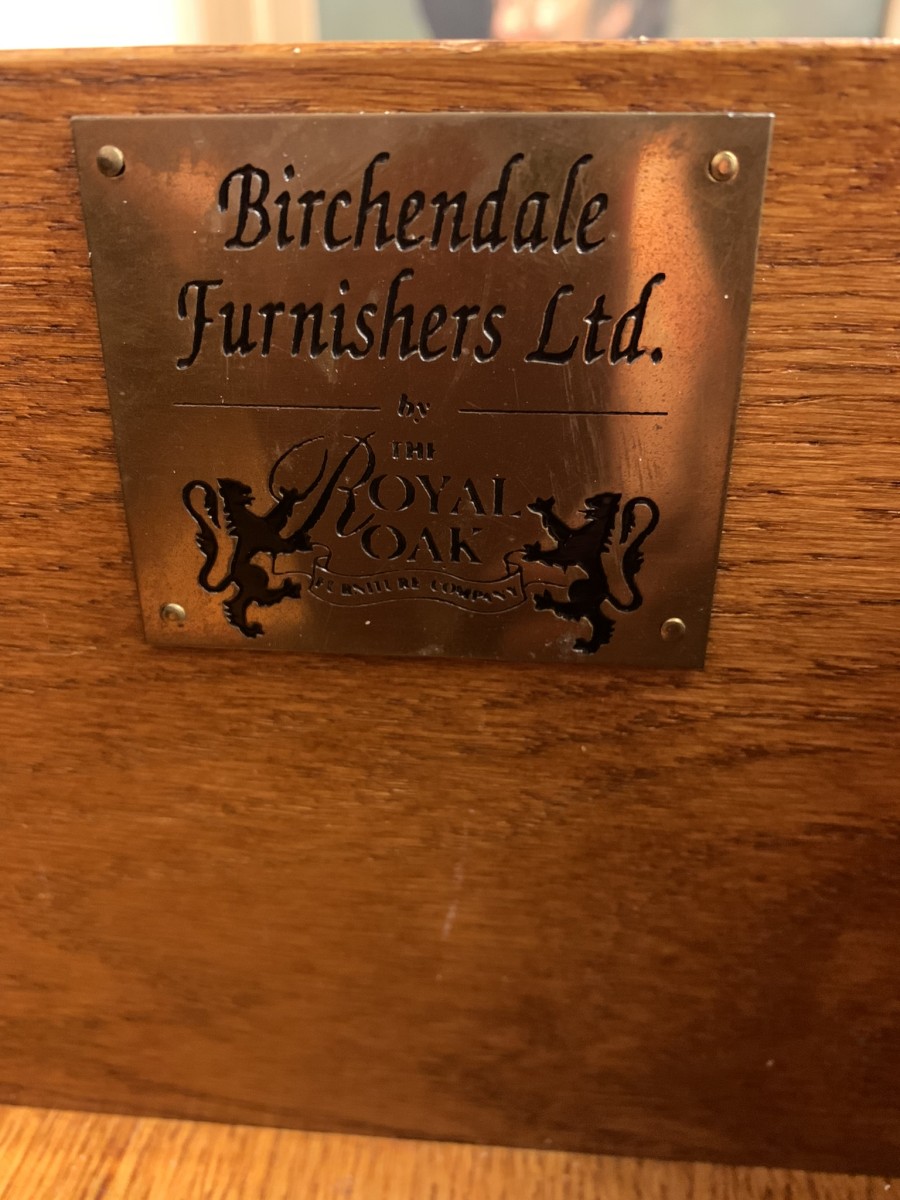 Birchendale
Furnishers Ltd.
by
THE
ROYAL
OAK
FURNITURE COMPANY